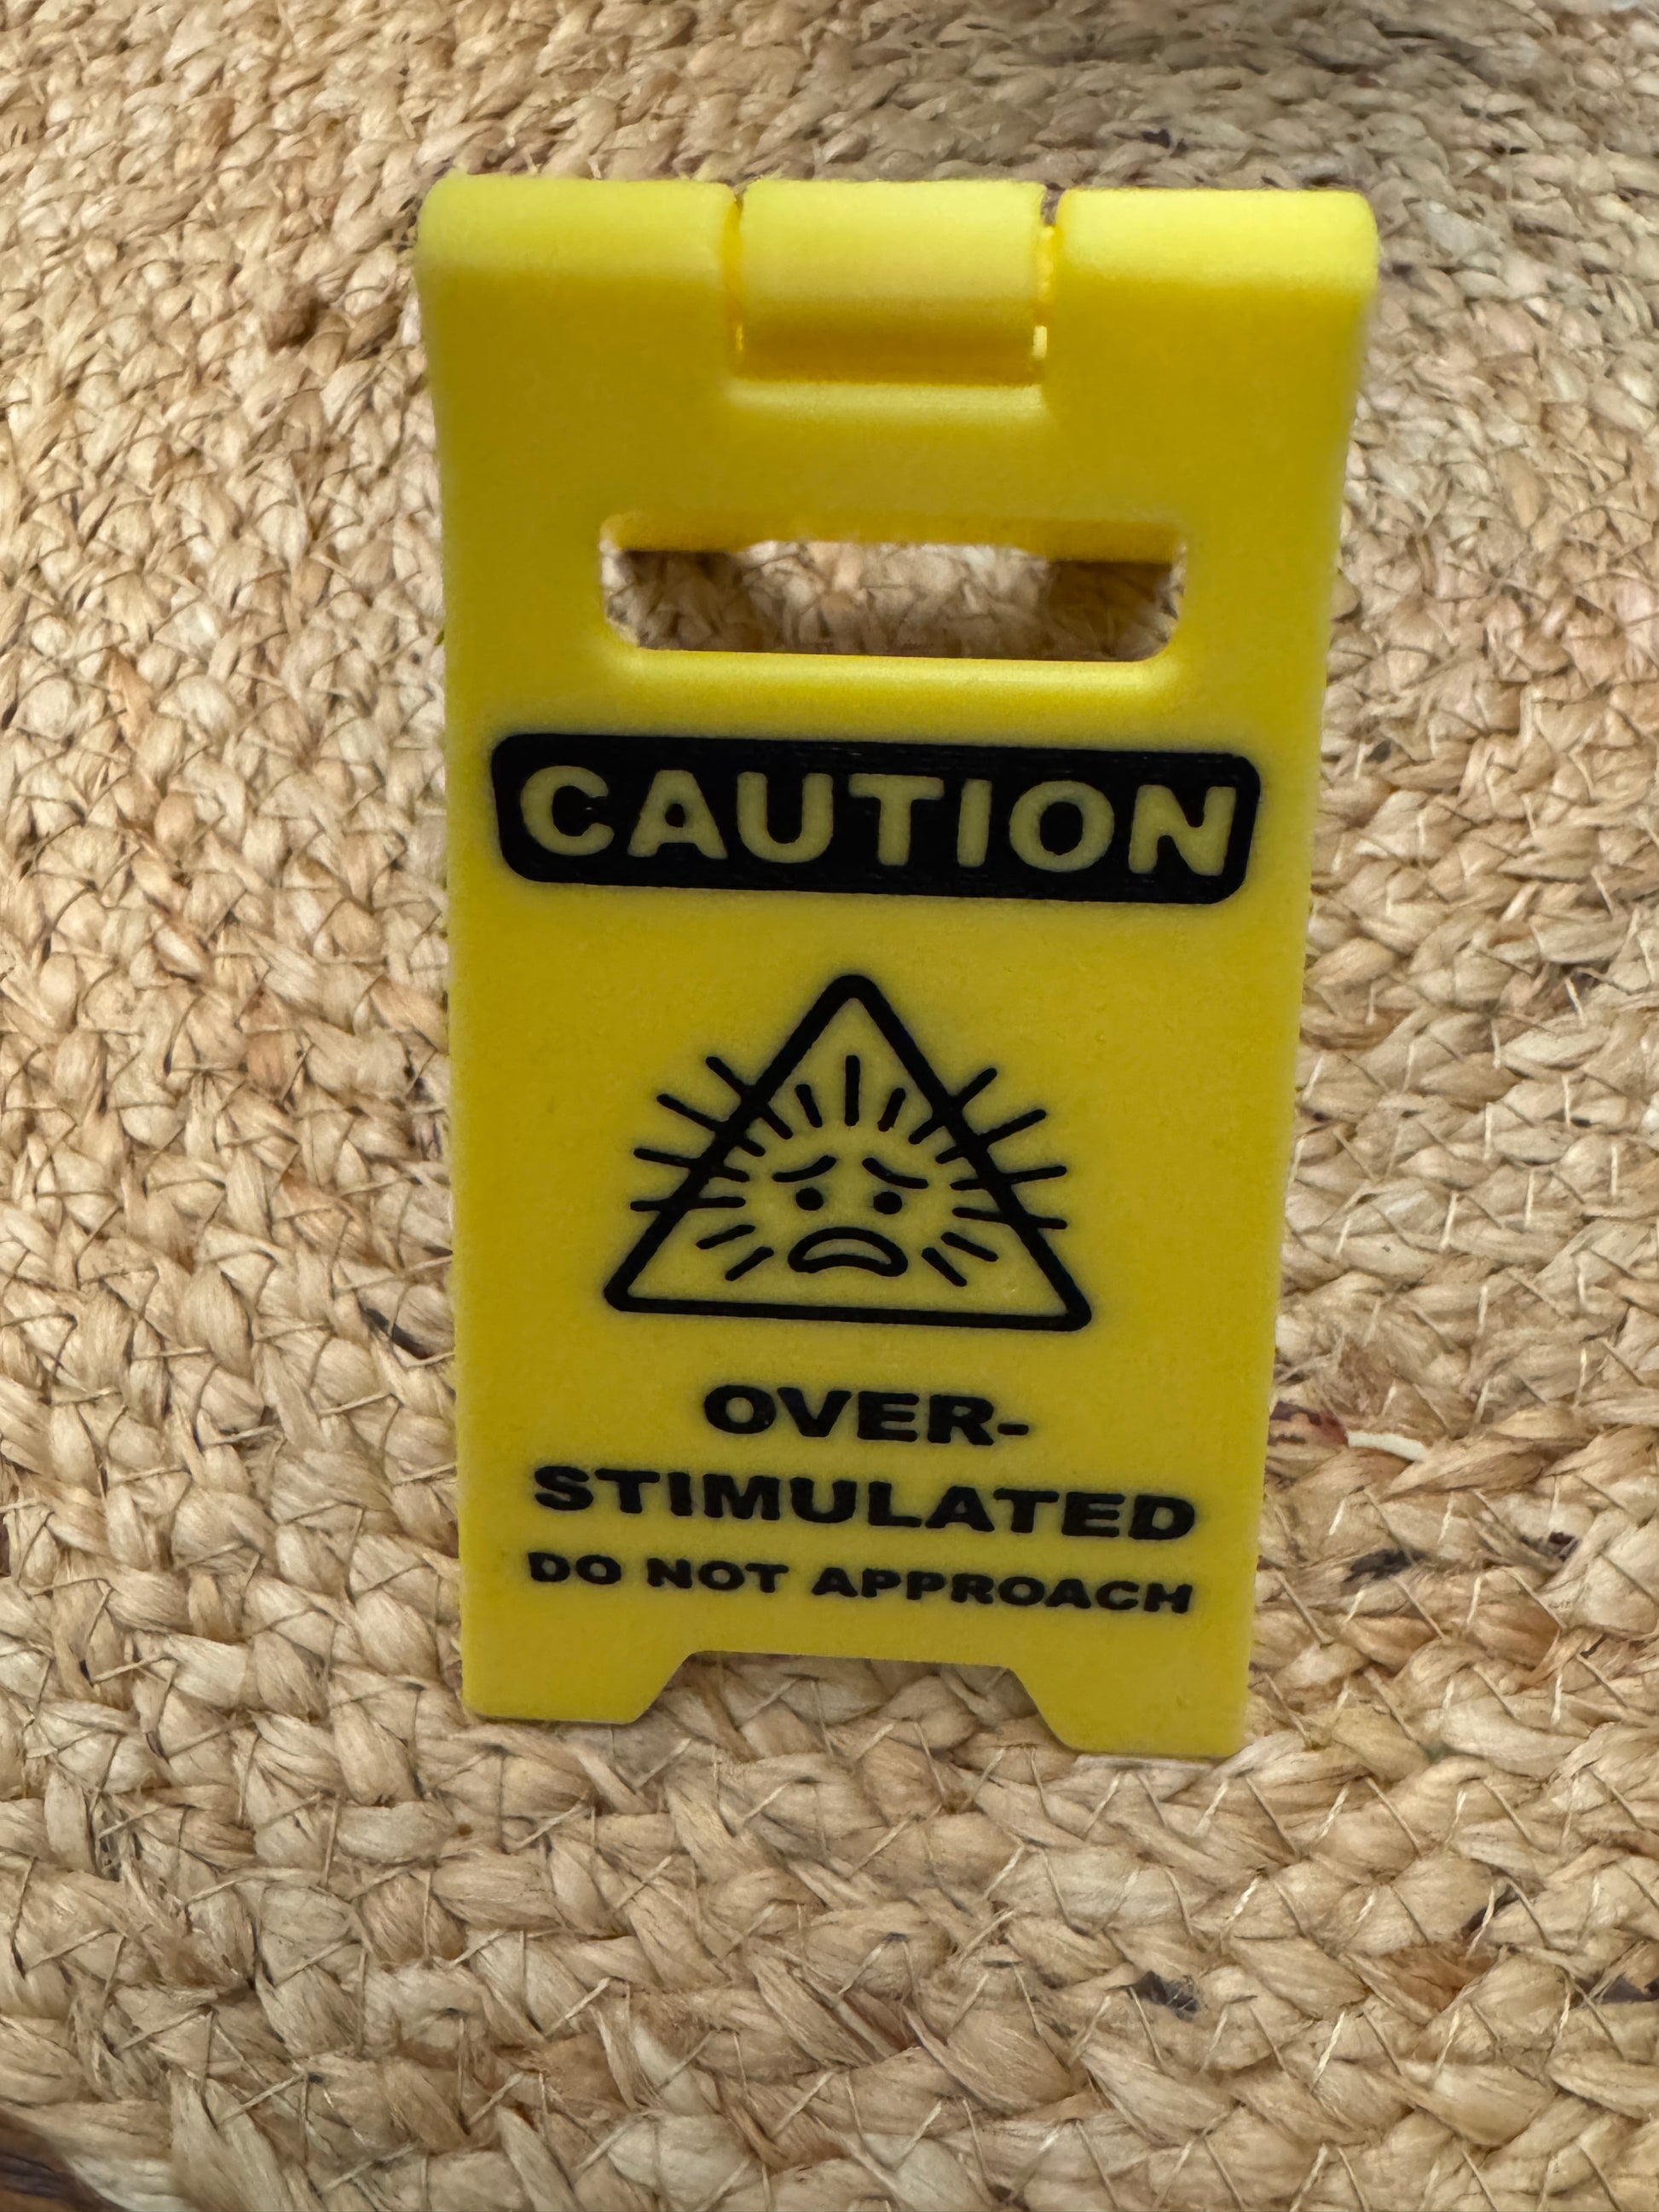 CAUTION
OVER-
STIMULATED
DO NOT APPROACH